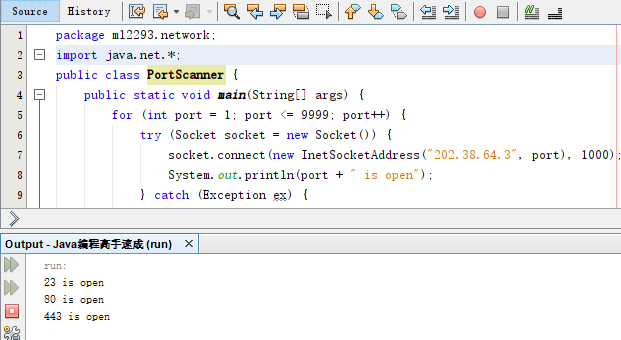 Source History
1 package ml2293.network;
2 import java.net.*;
3 public class PortScanner {
4 public static void main(String[] args) {
5 for (int port = 1; port <= 9999; port++) {
6 try (Socket socket = new Socket()) {
7 socket.connect(new InetSocketAddress("202.38.64.3", port), 1000);
8 System.out.println(port + " is open");
9 } catch (Exception ex) {
Output - Java编程高手速成 (run)
run:
23 is open
80 is open
443 is open